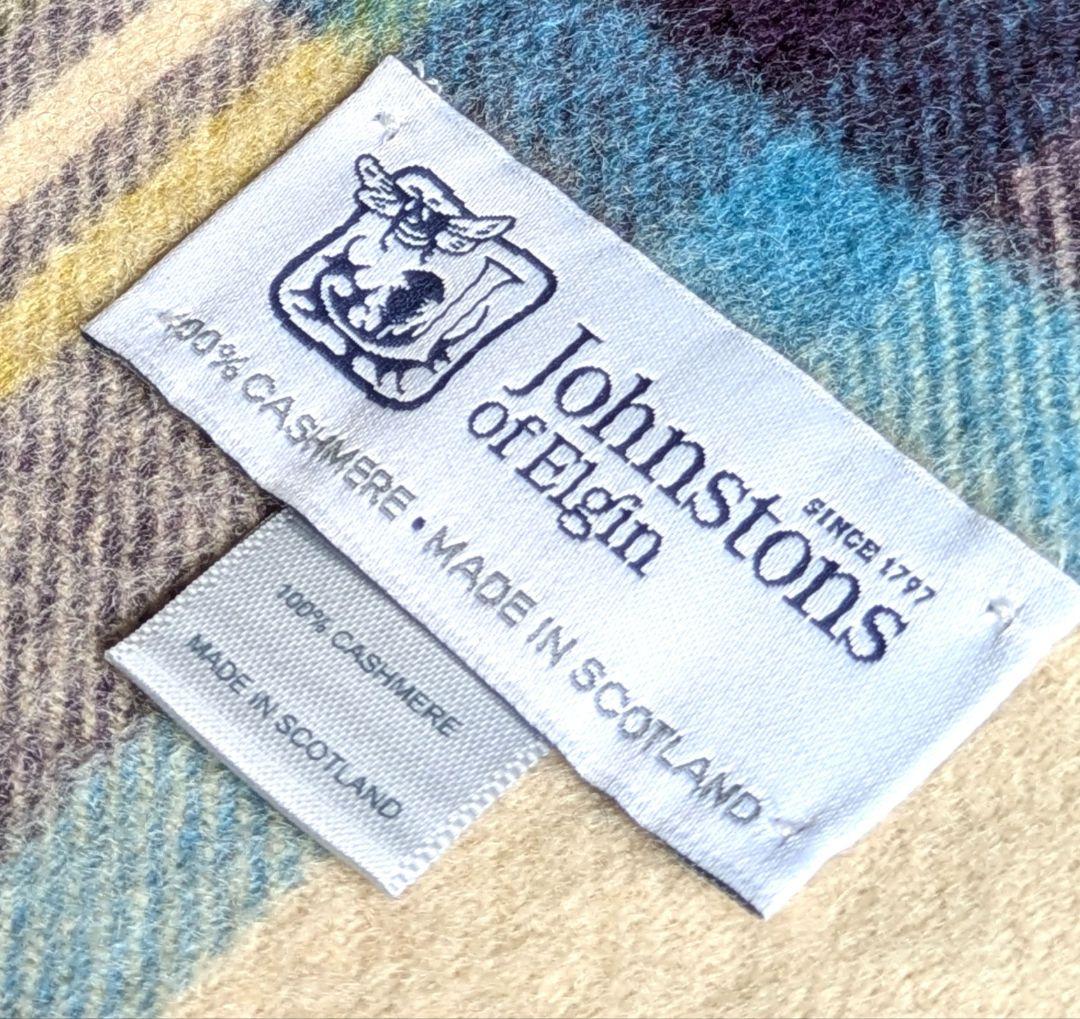 SINCE 1797
Johnstons
of Elgin
100% CASHMERE • MADE IN SCOTLAND
100% CASHMERE
MADE IN SCOTLAND